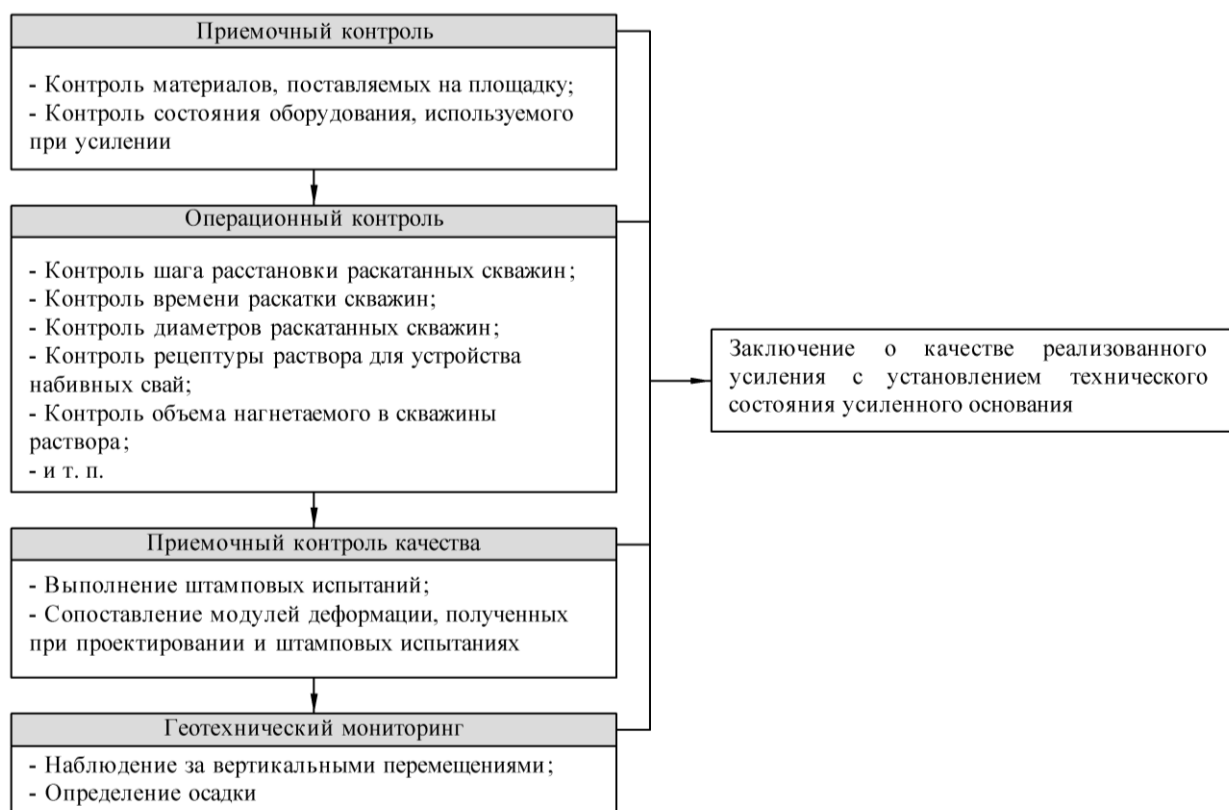 Приемочный контроль
- Контроль материалов, поставляемых на площадку;
- Контроль состояния оборудования, используемого
при усилении
Операционный контроль
- Контроль шага расстановки раскатанных скважин;
- Контроль времени раскатки скважин;
- Контроль диаметров раскатанных скважин;
- Контроль рецептуры раствора для устройства
набивных свай;
- Контроль объема нагнетаемого в скважины
раствора;
- и т. п.
Приемочный контроль качества
- Выполнение штамповых испытаний;
- Сопоставление модулей деформации, полученных
при проектировании и штамповых испытаниях
Геотехнический мониторинг
- Наблюдение за вертикальными перемещениями;
- Определение осадки
Заключение о качестве реализованного
усиления с установлением технического
состояния усиленного основания